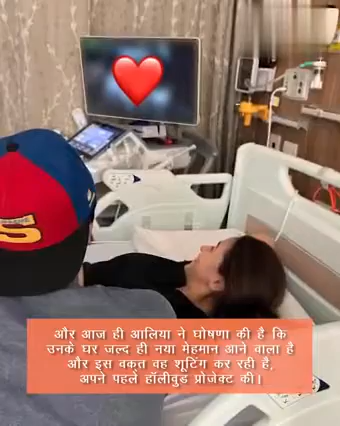 और आज ही आलिया ने घोषणा की है कि
उनके घर जल्द ही नया मेहमान आने वाला है
और इस वक्त वह शूटिंग कर रही है,
अपने पहले हॉलीवुड प्रोजेक्ट की।